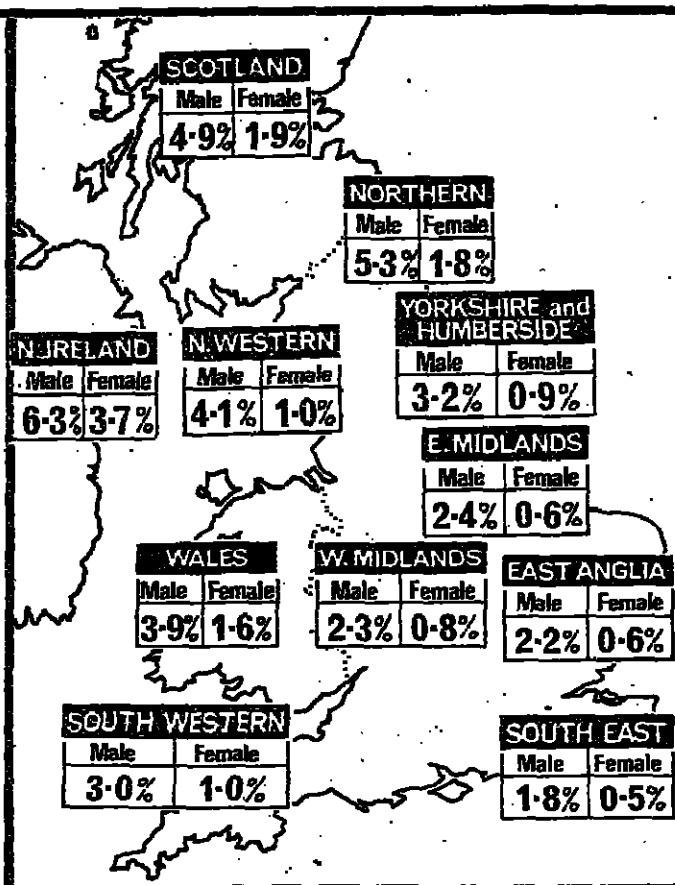 SCOTLAND
Male Female
4·9% 1·9%
NORTHERN
Male Female
5·3% 1·8%
YORKSHIRE and
HUMBERSIDE
Male Female
3·2% 0·9%
N. IRELAND
Male Female
6·3% 3·7%
N. WESTERN
Male Female
4·1% 1·0%
E. MIDLANDS
Male Female
2·4% 0·6%
WALES
Male Female
3·9% 1·6%
W. MIDLANDS
Male Female
2·3% 0·8%
EAST ANGLIA
Male Female
2·2% 0·6%
SOUTH WESTERN
Male Female
3·0% 1·0%
SOUTH EAST
Male Female
1·8% 0·5%